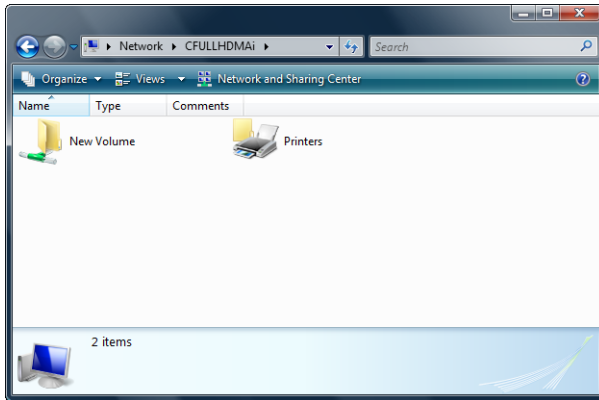 Network CFULLHDMAi Search
Organize Views Network and Sharing Center
Name Type Comments
New Volume Printers
2 items